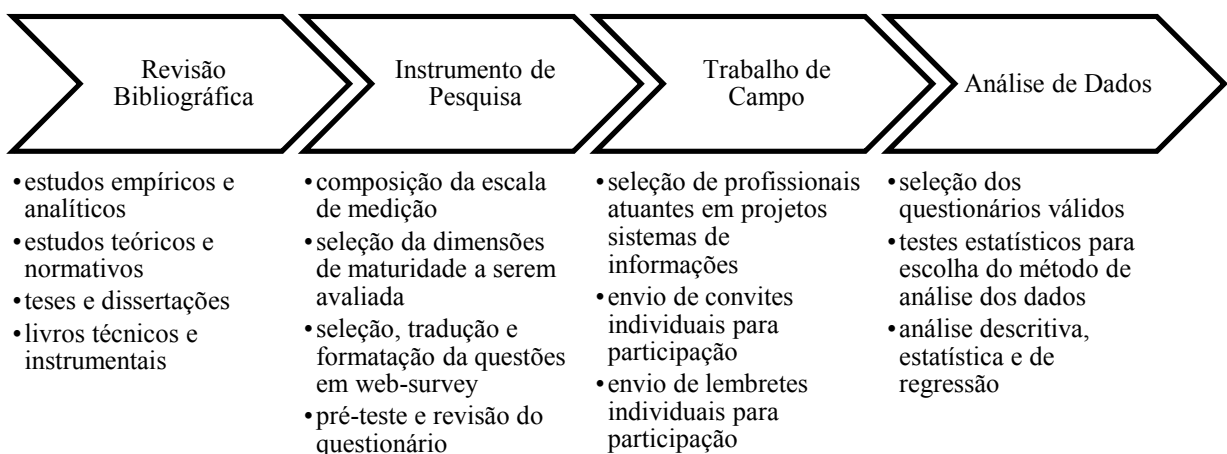 Revisão
Bibliográfica
Instrumento de
Pesquisa
Trabalho de
Campo
Análise de Dados
•estudos empíricos e
analíticos
•estudos teóricos e
normativos
•teses e dissertações
•livros técnicos e
instrumentais
•composição da escala
de medição
•seleção da dimensões
de maturidade a serem
avaliada
•seleção, tradução e
formatação da questões
em web-survey
•pré-teste e revisão do
questionário
•seleção de profissionais
atuantes em projetos
sistemas de
informações
•envio de convites
individuais para
participação
•envio de lembretes
individuais para
participação
•seleção dos
questionários válidos
•testes estatísticos para
escolha do método de
análise dos dados
•análise descritiva,
estatística e de
regressão